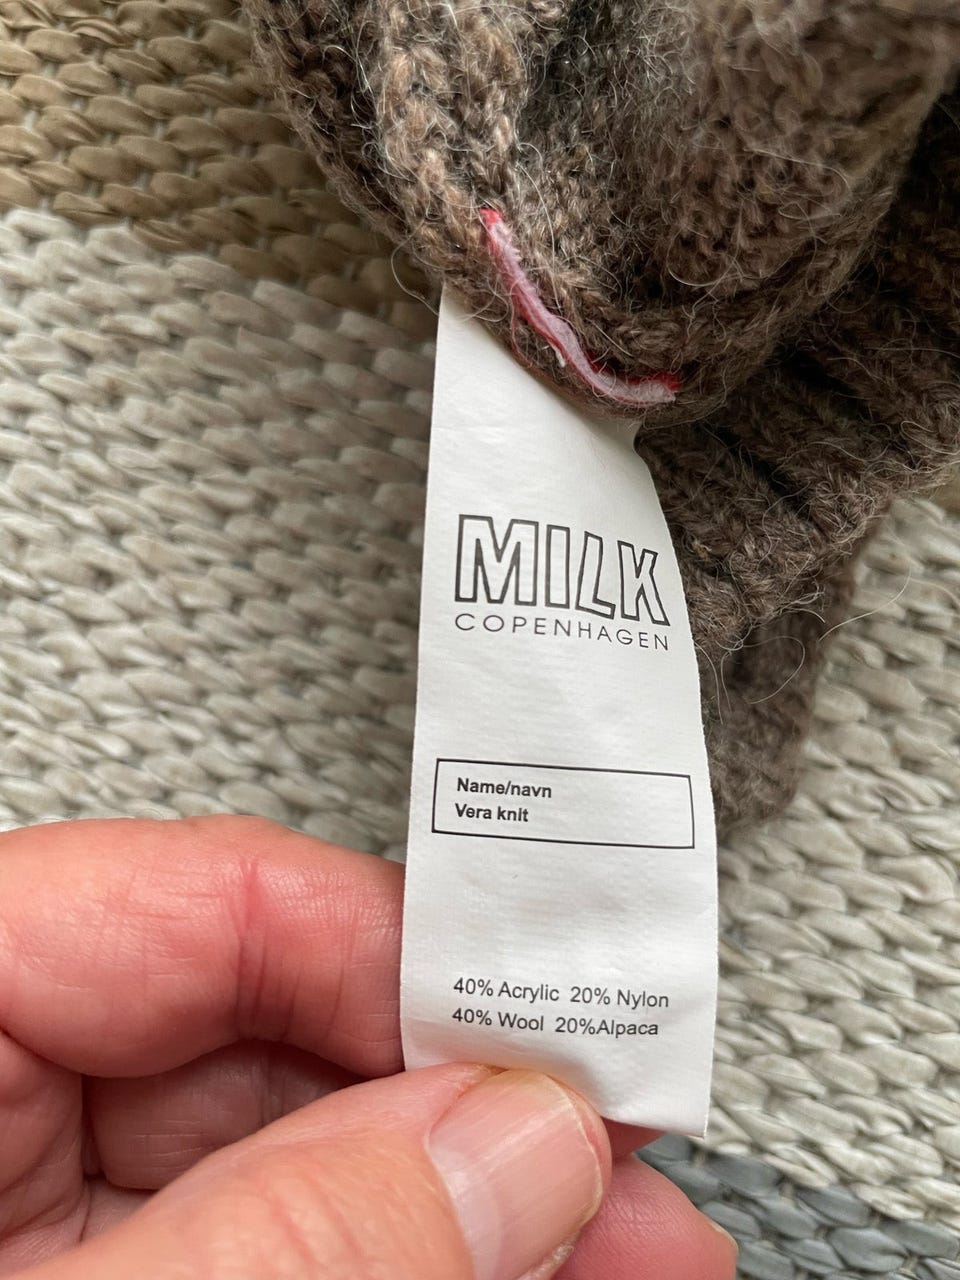 MILK
COPENHAGEN
Name/navn
Vera knit
40% Acrylic 20% Nylon
40% Wool 20%Alpaca